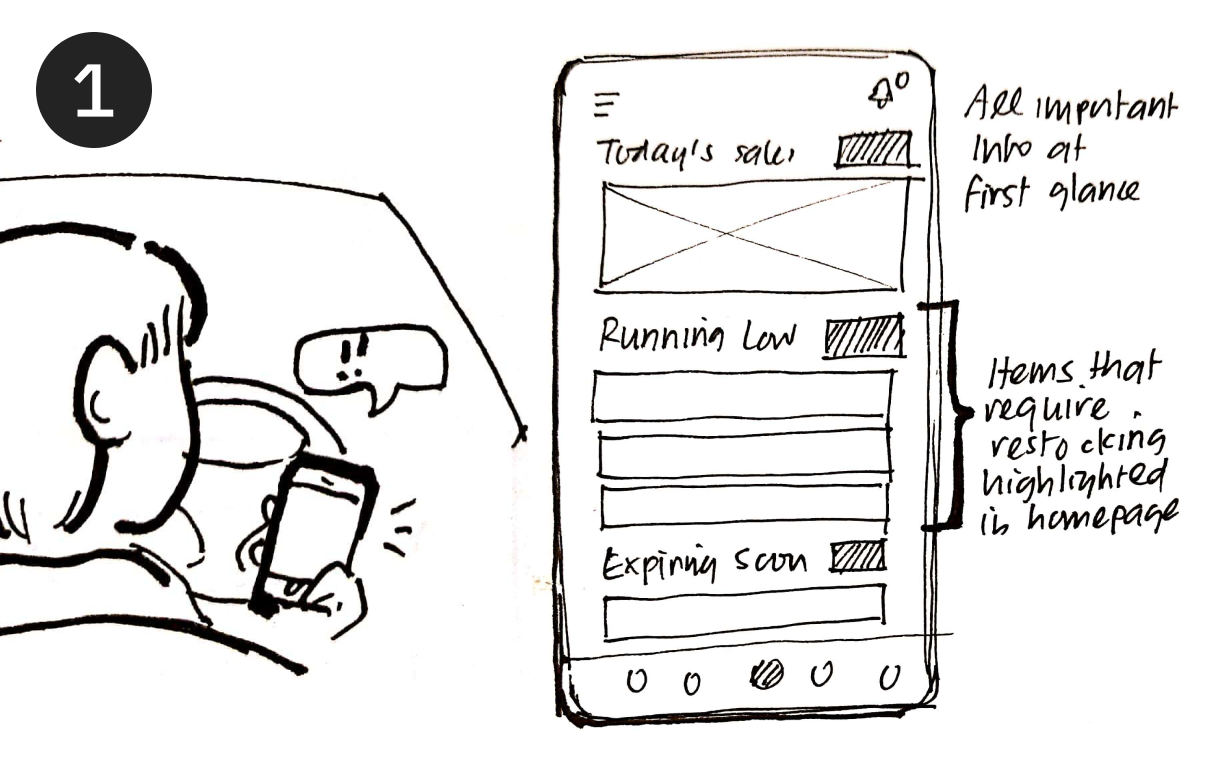 1
!!
Today's sales
Running Low
Expiring soon
All important
info at
first glance
Items that
require
restocking
highlighted
in homepage